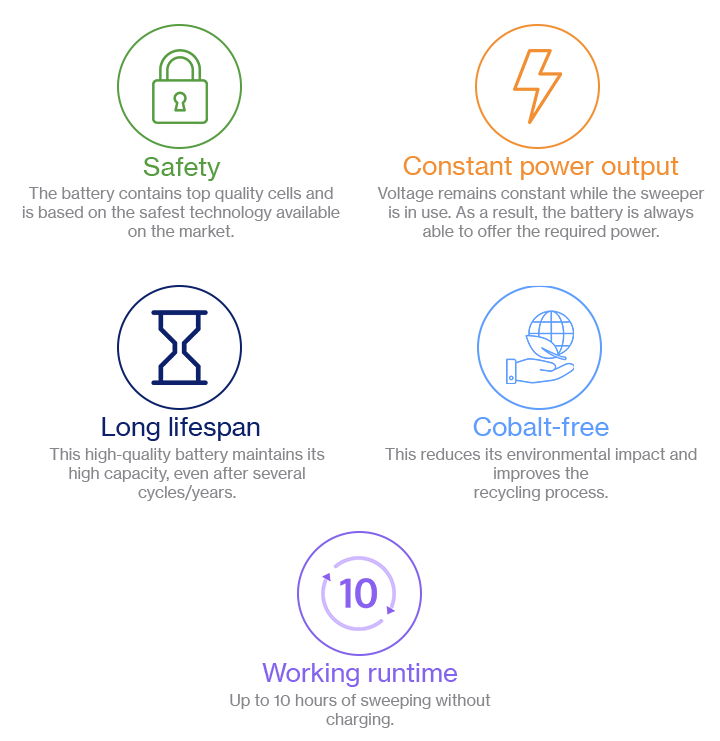 Safety
The battery contains top quality cells and
is based on the safest technology available
on the market.
Constant power output
Voltage remains constant while the sweeper
is in use. As a result, the battery is always
able to offer the required power.
Long lifespan
This high-quality battery maintains its
high capacity, even after several
cycles/years.
Cobalt-free
This reduces its environmental impact and
improves the
recycling process.
10
Working runtime
Up to 10 hours of sweeping without
charging.